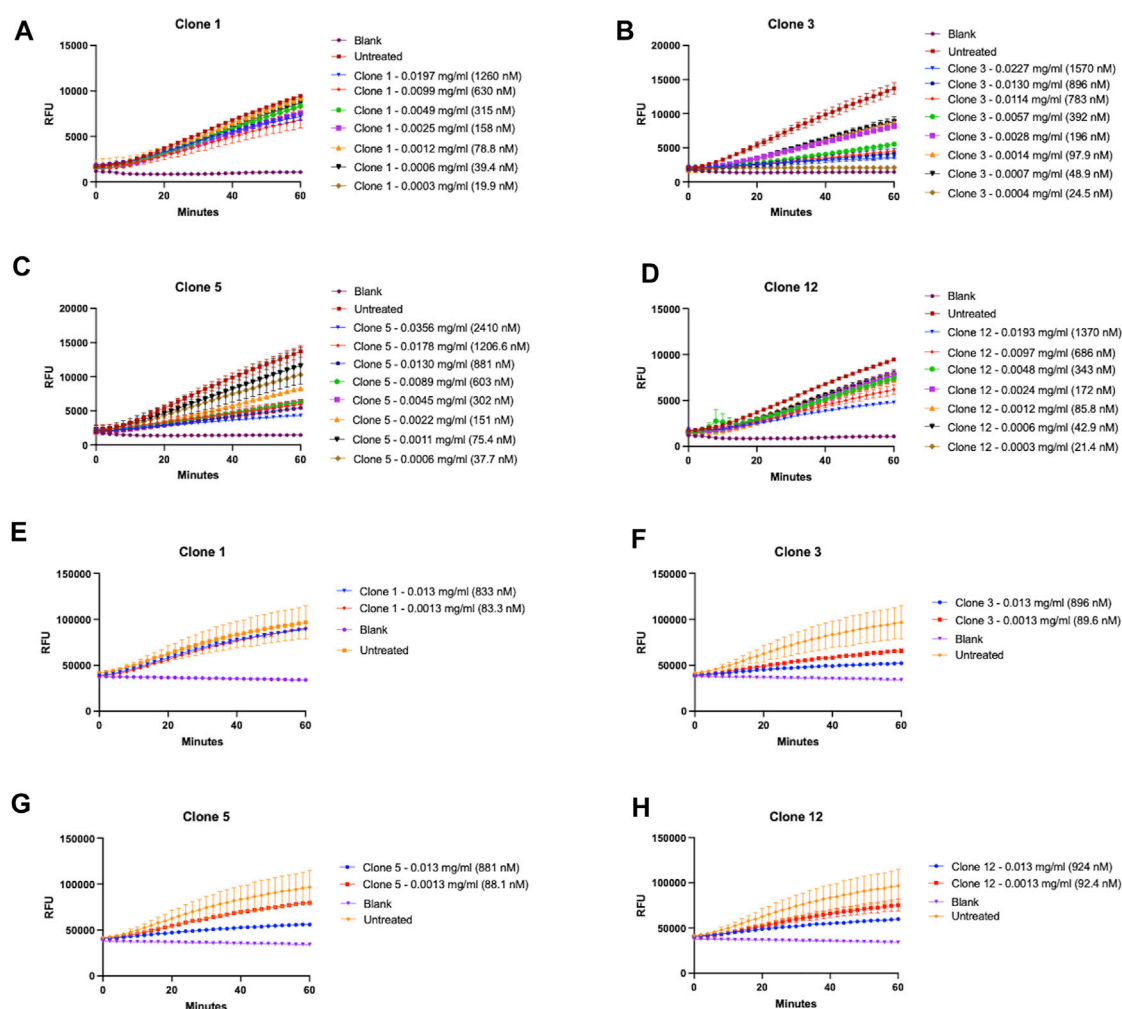 A
Clone 1
15000
10000
5000
0
RFU
0
20
40
60
Minutes
Blank
Untreated
Clone 1 - 0.0197 mg/ml (1260 nM)
Clone 1 - 0.0099 mg/ml (630 nM)
Clone 1 - 0.0049 mg/ml (315 nM)
Clone 1 - 0.0025 mg/ml (158 nM)
Clone 1 - 0.0012 mg/ml (78.8 nM)
Clone 1 - 0.0006 mg/ml (39.4 nM)
Clone 1 - 0.0003 mg/ml (19.9 nM)
B
Clone 3
20000
15000
10000
5000
0
RFU
0
20
40
60
Minutes
Blank
Untreated
Clone 3 - 0.0227 mg/ml (1570 nM)
Clone 3 - 0.0130 mg/ml (896 nM)
Clone 3 - 0.0114 mg/ml (783 nM)
Clone 3 - 0.0057 mg/ml (392 nM)
Clone 3 - 0.0028 mg/ml (196 nM)
Clone 3 - 0.0014 mg/ml (97.9 nM)
Clone 3 - 0.0007 mg/ml (48.9 nM)
Clone 3 - 0.0004 mg/ml (24.5 nM)
C
Clone 5
20000
15000
10000
5000
0
RFU
0
20
40
60
Minutes
Blank
Untreated
Clone 5 - 0.0356 mg/ml (2410 nM)
Clone 5 - 0.0178 mg/ml (1206.6 nM)
Clone 5 - 0.0130 mg/ml (881 nM)
Clone 5 - 0.0089 mg/ml (603 nM)
Clone 5 - 0.0045 mg/ml (302 nM)
Clone 5 - 0.0022 mg/ml (151 nM)
Clone 5 - 0.0011 mg/ml (75.4 nM)
Clone 5 - 0.0006 mg/ml (37.7 nM)
D
Clone 12
15000
10000
5000
0
RFU
0
20
40
60
Minutes
Blank
Untreated
Clone 12 - 0.0193 mg/ml (1370 nM)
Clone 12 - 0.0097 mg/ml (686 nM)
Clone 12 - 0.0048 mg/ml (343 nM)
Clone 12 - 0.0024 mg/ml (172 nM)
Clone 12 - 0.0012 mg/ml (85.8 nM)
Clone 12 - 0.0006 mg/ml (42.9 nM)
Clone 12 - 0.0003 mg/ml (21.4 nM)
E
Clone 1
150000
100000
50000
0
RFU
0
20
40
60
Minutes
Clone 1 - 0.013 mg/ml (833 nM)
Clone 1 - 0.0013 mg/ml (83.3 nM)
Blank
Untreated
F
Clone 3
150000
100000
50000
0
RFU
0
20
40
60
Minutes
Clone 3 - 0.013 mg/ml (896 nM)
Clone 3 - 0.0013 mg/ml (89.6 nM)
Blank
Untreated
G
Clone 5
150000
100000
50000
0
RFU
0
20
40
60
Minutes
Clone 5 - 0.013 mg/ml (881 nM)
Clone 5 - 0.0013 mg/ml (88.1 nM)
Blank
Untreated
H
Clone 12
150000
100000
50000
0
RFU
0
20
40
60
Minutes
Clone 12 - 0.013 mg/ml (924 nM)
Clone 12 - 0.0013 mg/ml (92.4 nM)
Blank
Untreated